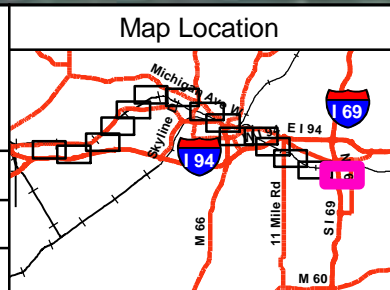 Map Location
Michigan Ave W
Skyline
I 69
E I 94
I 94
N
M 66
11 Mile Rd
S I 69
M 60